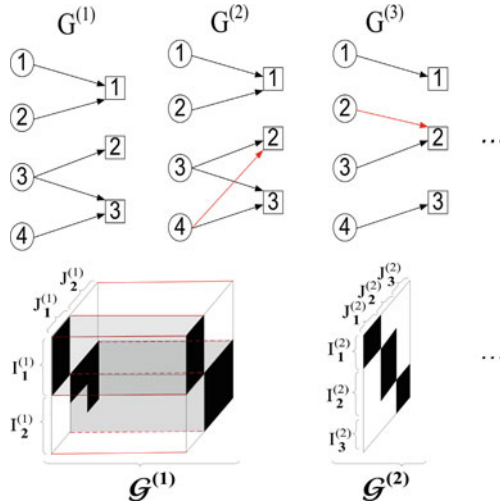 G(1) G(2) G(3)
1 1 1 1 1 1
2 2 2
2 2 2
3 3 3
3 3 3
4 4 4
...
J(1)2 J(2)3
J(1)1 J(2)2
J(2)1
I(1)1 I(2)1
...
I(1)2 I(2)2
I(2)3
𝓖(1) 𝓖(2)